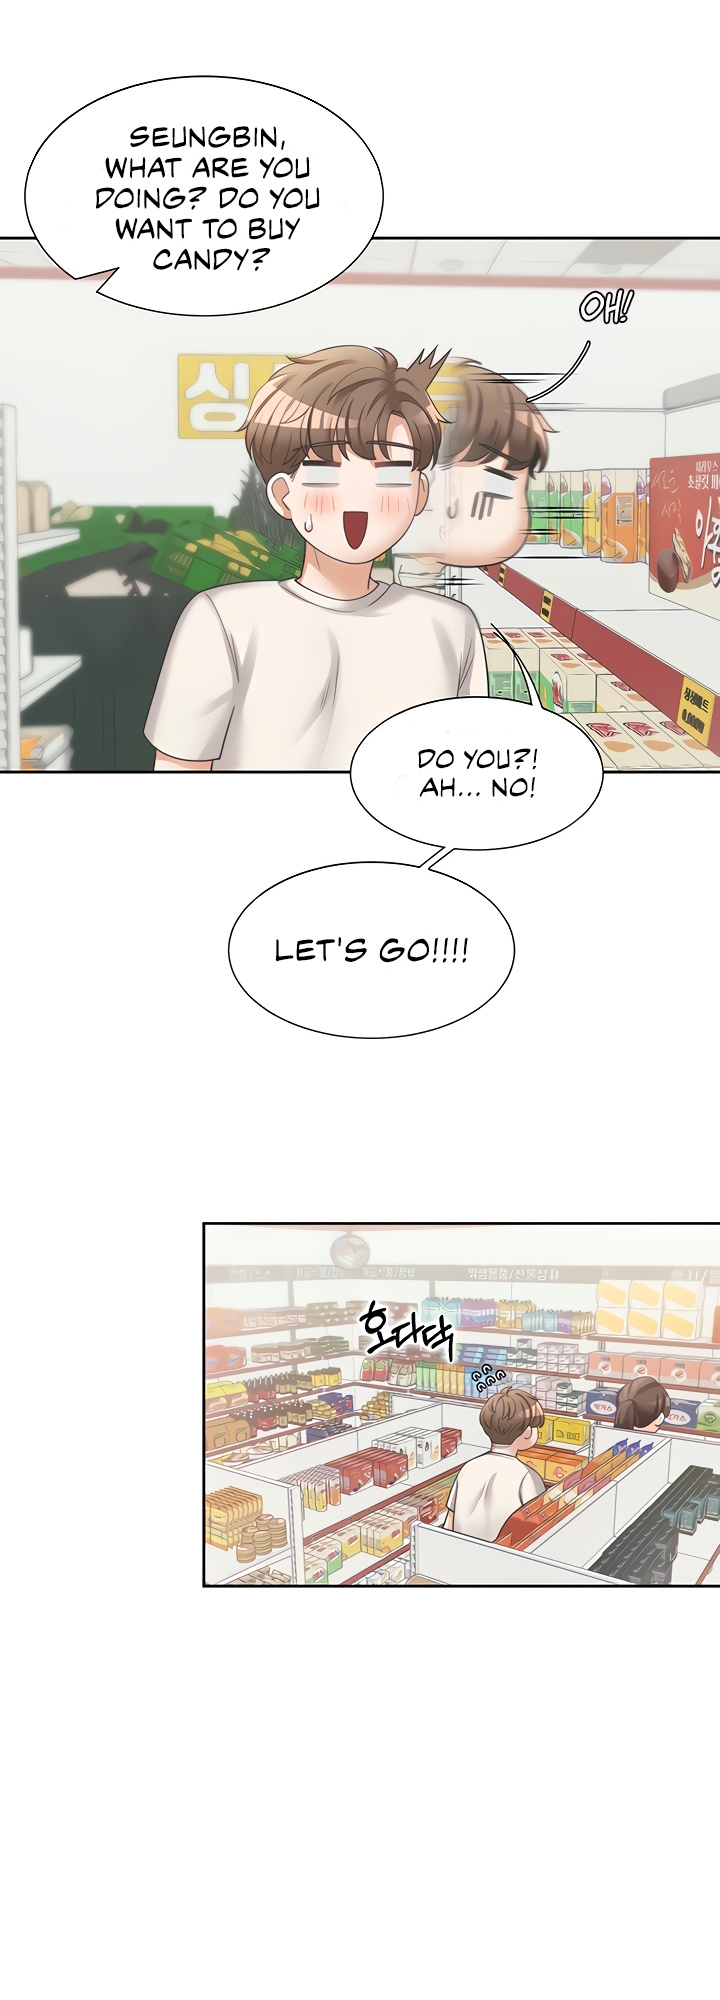 SEUNGBIN,
WHAT ARE YOU
DOING? DO YOU
WANT TO BUY
CANDY?
OH!
싱
DO YOU?!
AH... NO!
LET'S GO!!!!
호다닥